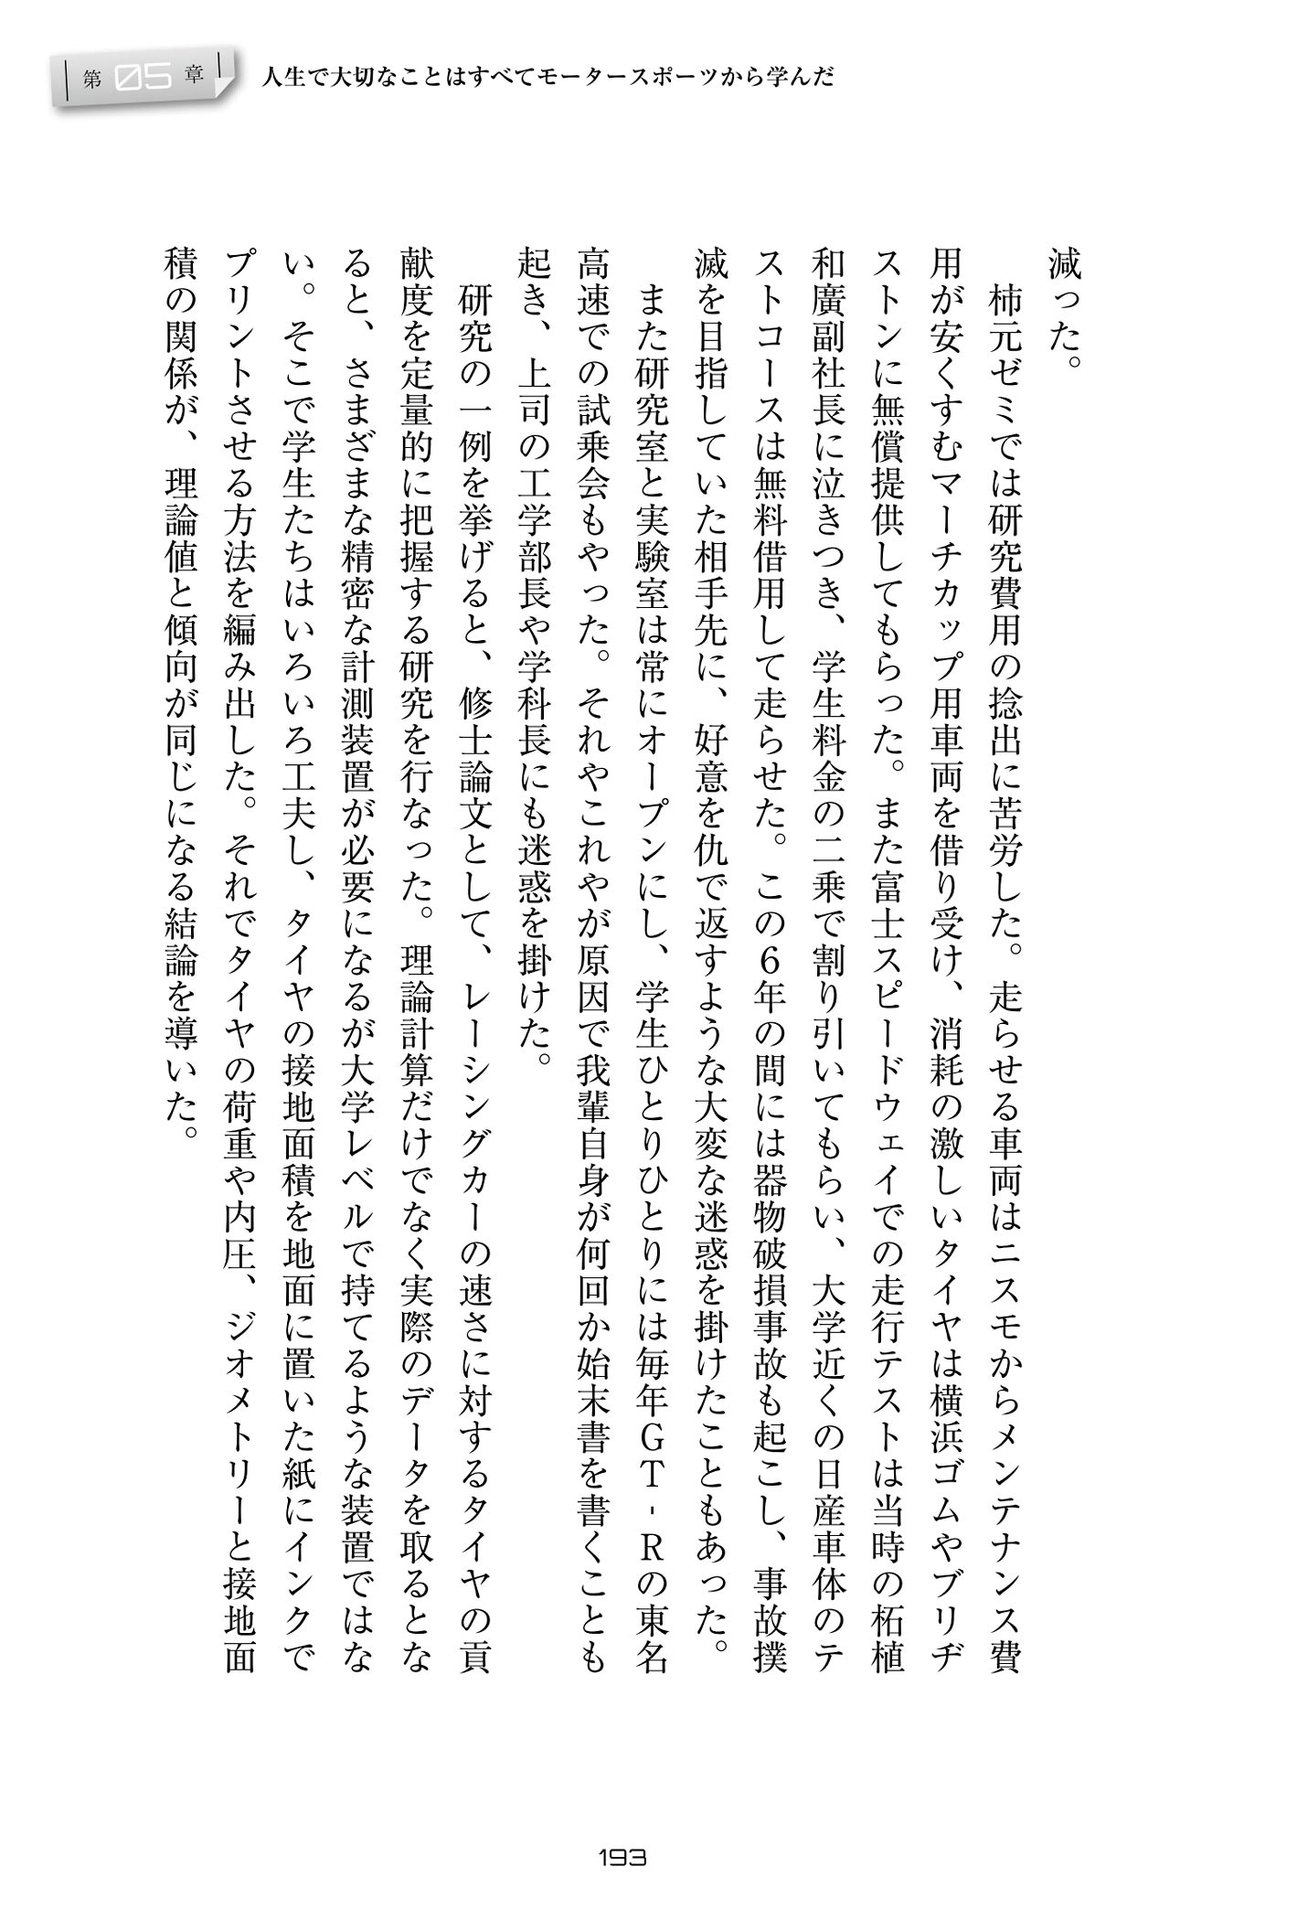 第05章
人生で大切なことはすべてモータースポーツから学んだ
減った。
柿元ゼミでは研究費用の捻出に苦労した。走らせる車両はニスモからメンテナンス費
用が安くすむマーチカップ用車両を借り受け、消耗の激しいタイヤは横浜ゴムやブリヂ
ストンに無償提供してもらった。また富士スピードウェイでの走行テストは当時の柘植
和廣副社長に泣きつき、学生料金の二乗で割り引いてもらい、大学近くの日産車体のテ
ストコースは無料借用して走らせた。この6年の間には器物破損事故も起こし、事故撲
滅を目指していた相手先に、好意を仇で返すような大変な迷惑を掛けたこともあった。
また研究室と実験室は常にオープンにし、学生ひとりひとりには毎年GT-Rの東名
高速での試乗会もやった。それやこれやが原因で我輩自身が何回か始末書を書くことも
起き、上司の工学部長や学科長にも迷惑を掛けた。
研究の一例を挙げると、修士論文として、レーシングカーの速さに対するタイヤの貢
献度を定量的に把握する研究を行なった。理論計算だけでなく実際のデータを取るとな
ると、さまざまな精密な計測装置が必要になるが大学レベルで持てるような装置ではな
い。そこで学生たちはいろいろ工夫し、タイヤの接地面積を地面に置いた紙にインクで
プリントさせる方法を編み出した。それでタイヤの荷重や内圧、ジオメトリーと接地面
積の関係が、理論値と傾向が同じになる結論を導いた。
193